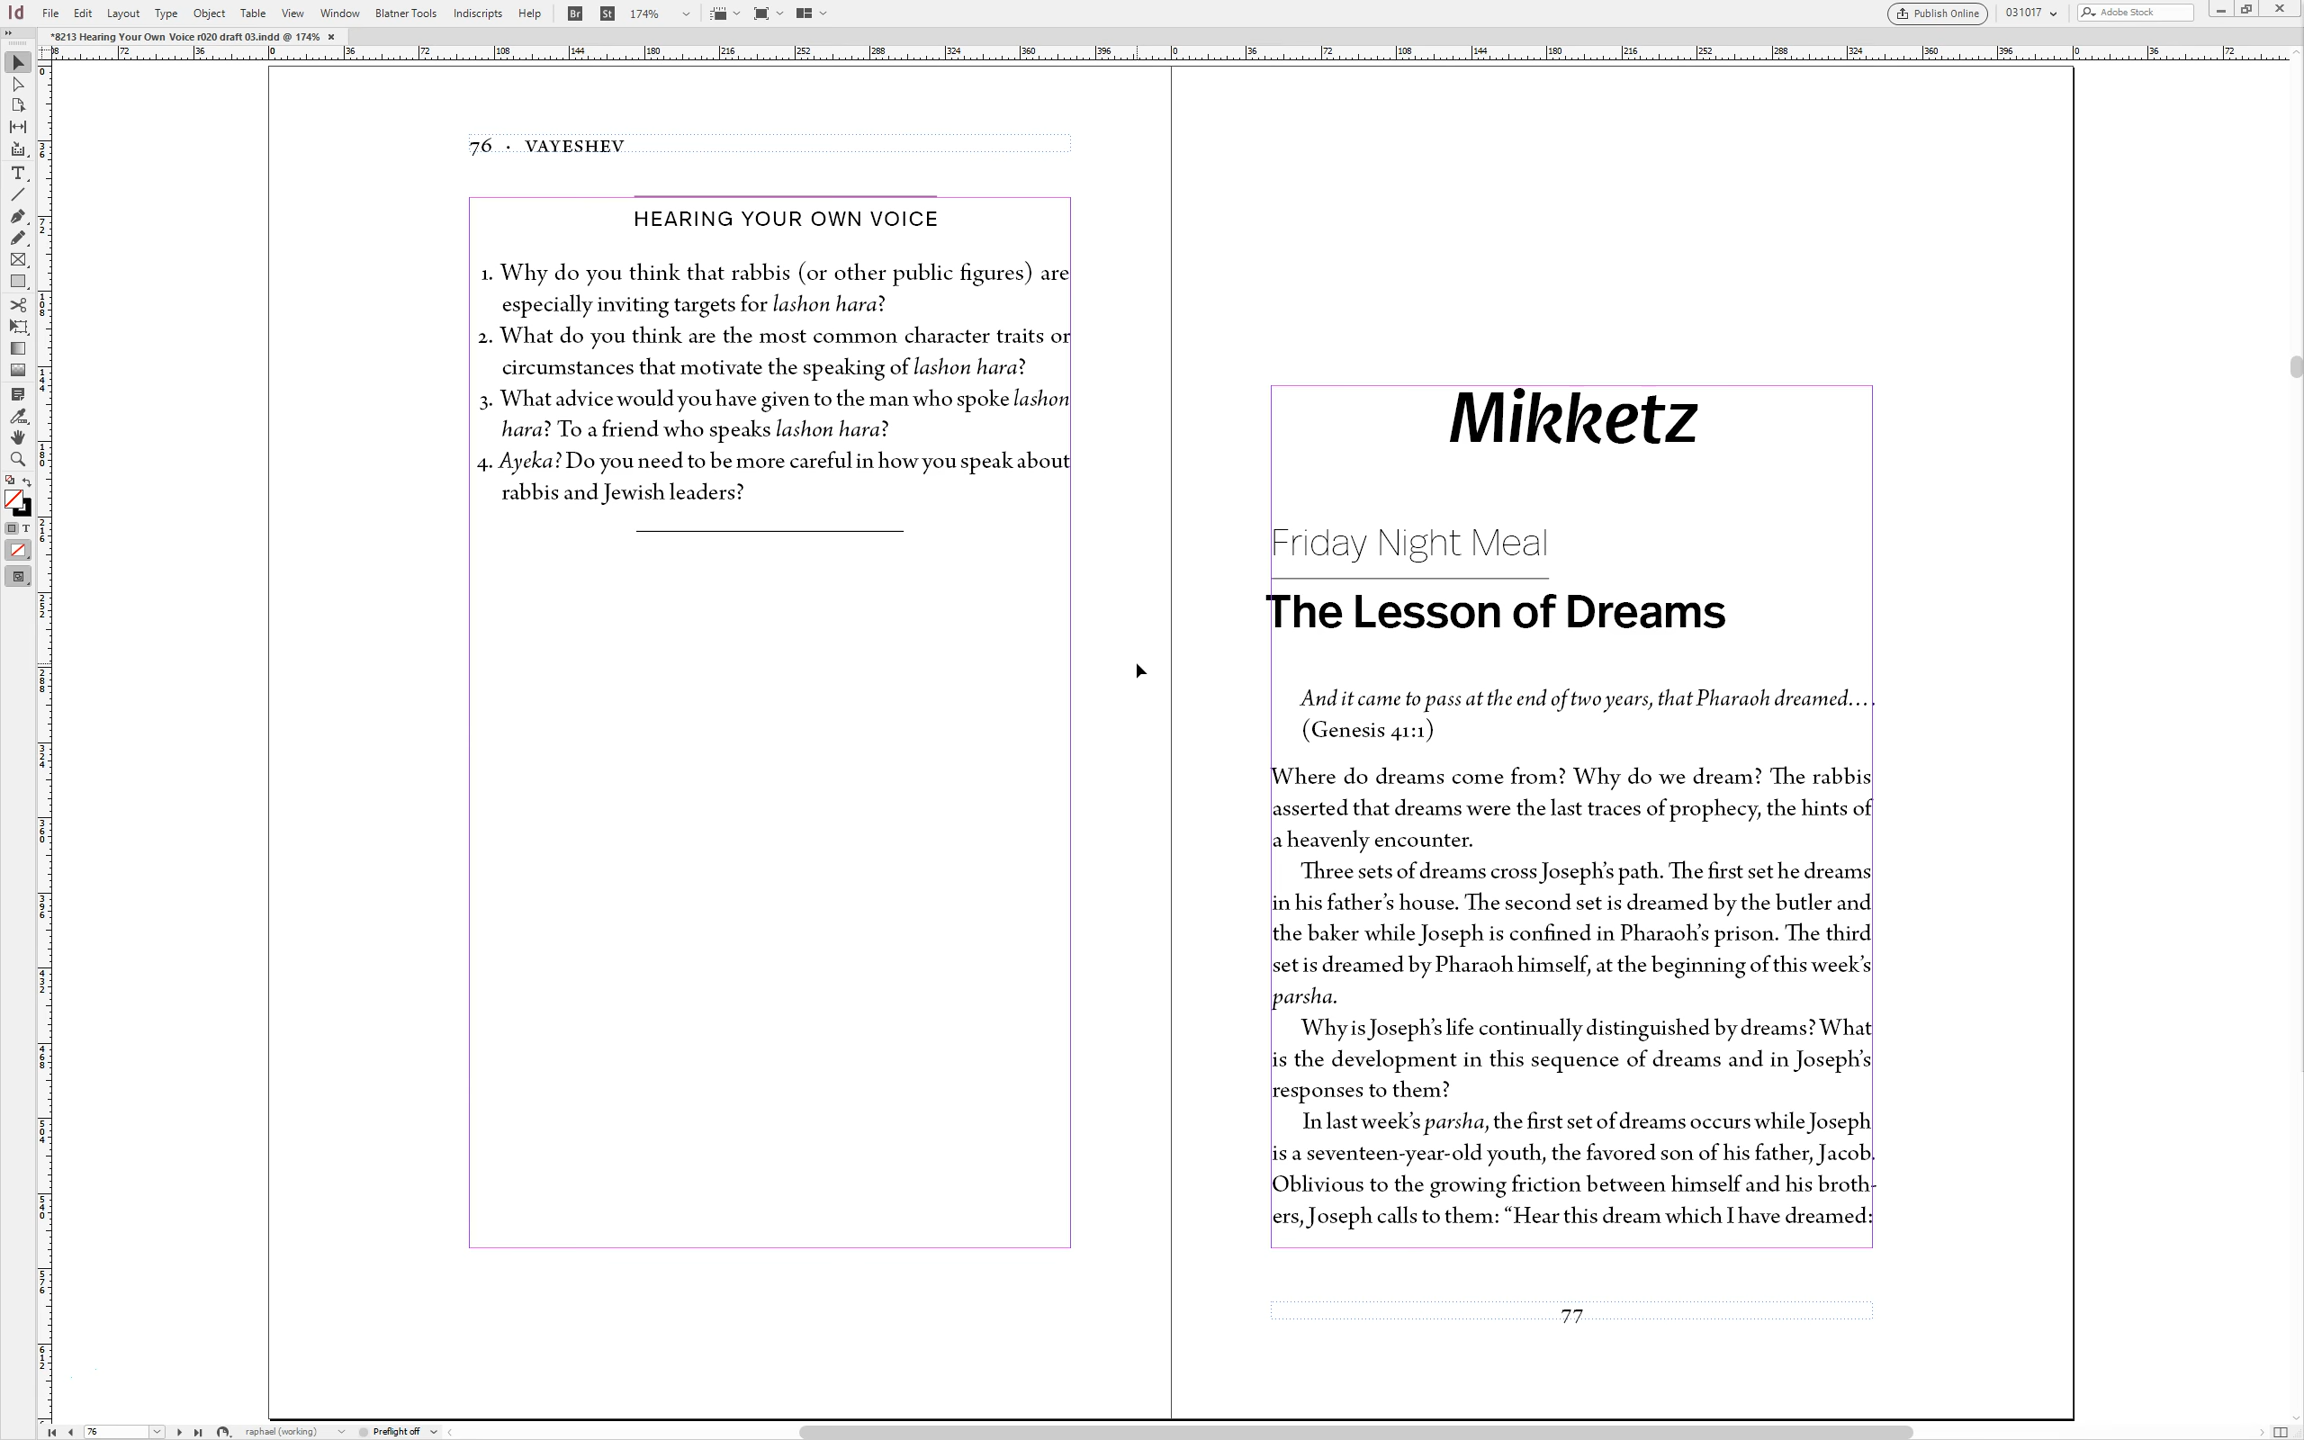 Id File Edit Layout Type Object Table View Window Blatner Tools Indiscripts Help Br St 174% Publish Online 031017 Adobe Stock
*8213 Hearing Your Own Voice r020 draft 03.indd @ 174% ×
76 · VAYESHEV
HEARING YOUR OWN VOICE
1. Why do you think that rabbis (or other public figures) are
especially inviting targets for lashon hara?
2. What do you think are the most common character traits or
circumstances that motivate the speaking of lashon hara?
3. What advice would you have given to the man who spoke lashon
hara? To a friend who speaks lashon hara?
4. Ayeka? Do you need to be more careful in how you speak about
rabbis and Jewish leaders?
Mikketz
Friday Night Meal
The Lesson of Dreams
And it came to pass at the end of two years, that Pharaoh dreamed….
(Genesis 41:1)
Where do dreams come from? Why do we dream? The rabbis
asserted that dreams were the last traces of prophecy, the hints of
a heavenly encounter.
Three sets of dreams cross Joseph’s path. The first set he dreams
in his father’s house. The second set is dreamed by the butler and
the baker while Joseph is confined in Pharaoh’s prison. The third
set is dreamed by Pharaoh himself, at the beginning of this week’s
parsha.
Why is Joseph’s life continually distinguished by dreams? What
is the development in this sequence of dreams and in Joseph’s
responses to them?
In last week’s parsha, the first set of dreams occurs while Joseph
is a seventeen-year-old youth, the favored son of his father, Jacob.
Oblivious to the growing friction between himself and his broth-
ers, Joseph calls to them: “Hear this dream which I have dreamed:
77
76 raphael (working) Preflight off